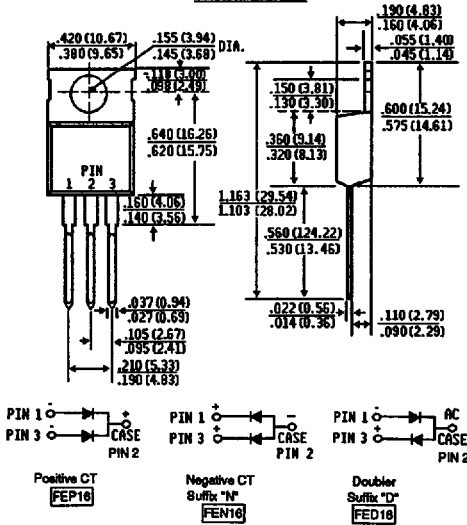 .420 (10.67)
.380 (9.65)
.155 (3.94)
.145 (3.68)
DIA.
.118 (3.00)
.098 (2.49)
.640 (16.26)
.620 (15.75)
PIN
1 2 3
.160 (4.06)
.140 (3.56)
.037 (0.94)
.027 (0.69)
.105 (2.67)
.095 (2.41)
.210 (5.33)
.190 (4.83)
.190 (4.83)
.160 (4.06)
.055 (1.40)
.045 (1.14)
.150 (3.81)
.130 (3.30)
.600 (15.24)
.575 (14.61)
.360 (9.14)
.320 (8.13)
1.163 (29.54)
1.103 (28.02)
.560 (124.22)
.530 (13.46)
.022 (0.56)
.014 (0.36)
.110 (2.79)
.090 (2.29)
PIN 1 - +
PIN 3 - CASE
PIN 2
Positive CT
FEP16
PIN 1 + -
PIN 3 + CASE
PIN 2
Negative CT
Suffix "N"
FEN16
PIN 1 - AC
PIN 3 + CASE
PIN 2
Doubler
Suffix "D"
FED16